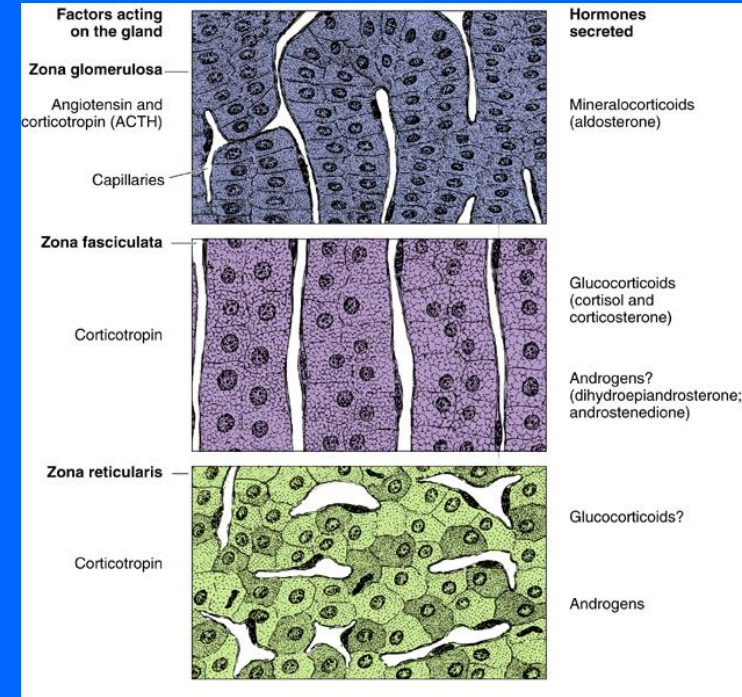 Factors acting
on the gland
Hormones
secreted
Zona glomerulosa
Angiotensin and
corticotropin (ACTH)
Mineralocorticoids
(aldosterone)
Capillaries
Zona fasciculata
Glucocorticoids
(cortisol and
corticosterone)
Corticotropin
Androgens?
(dihydroepiandrosterone;
androstenedione)
Zona reticularis
Glucocorticoids?
Corticotropin
Androgens